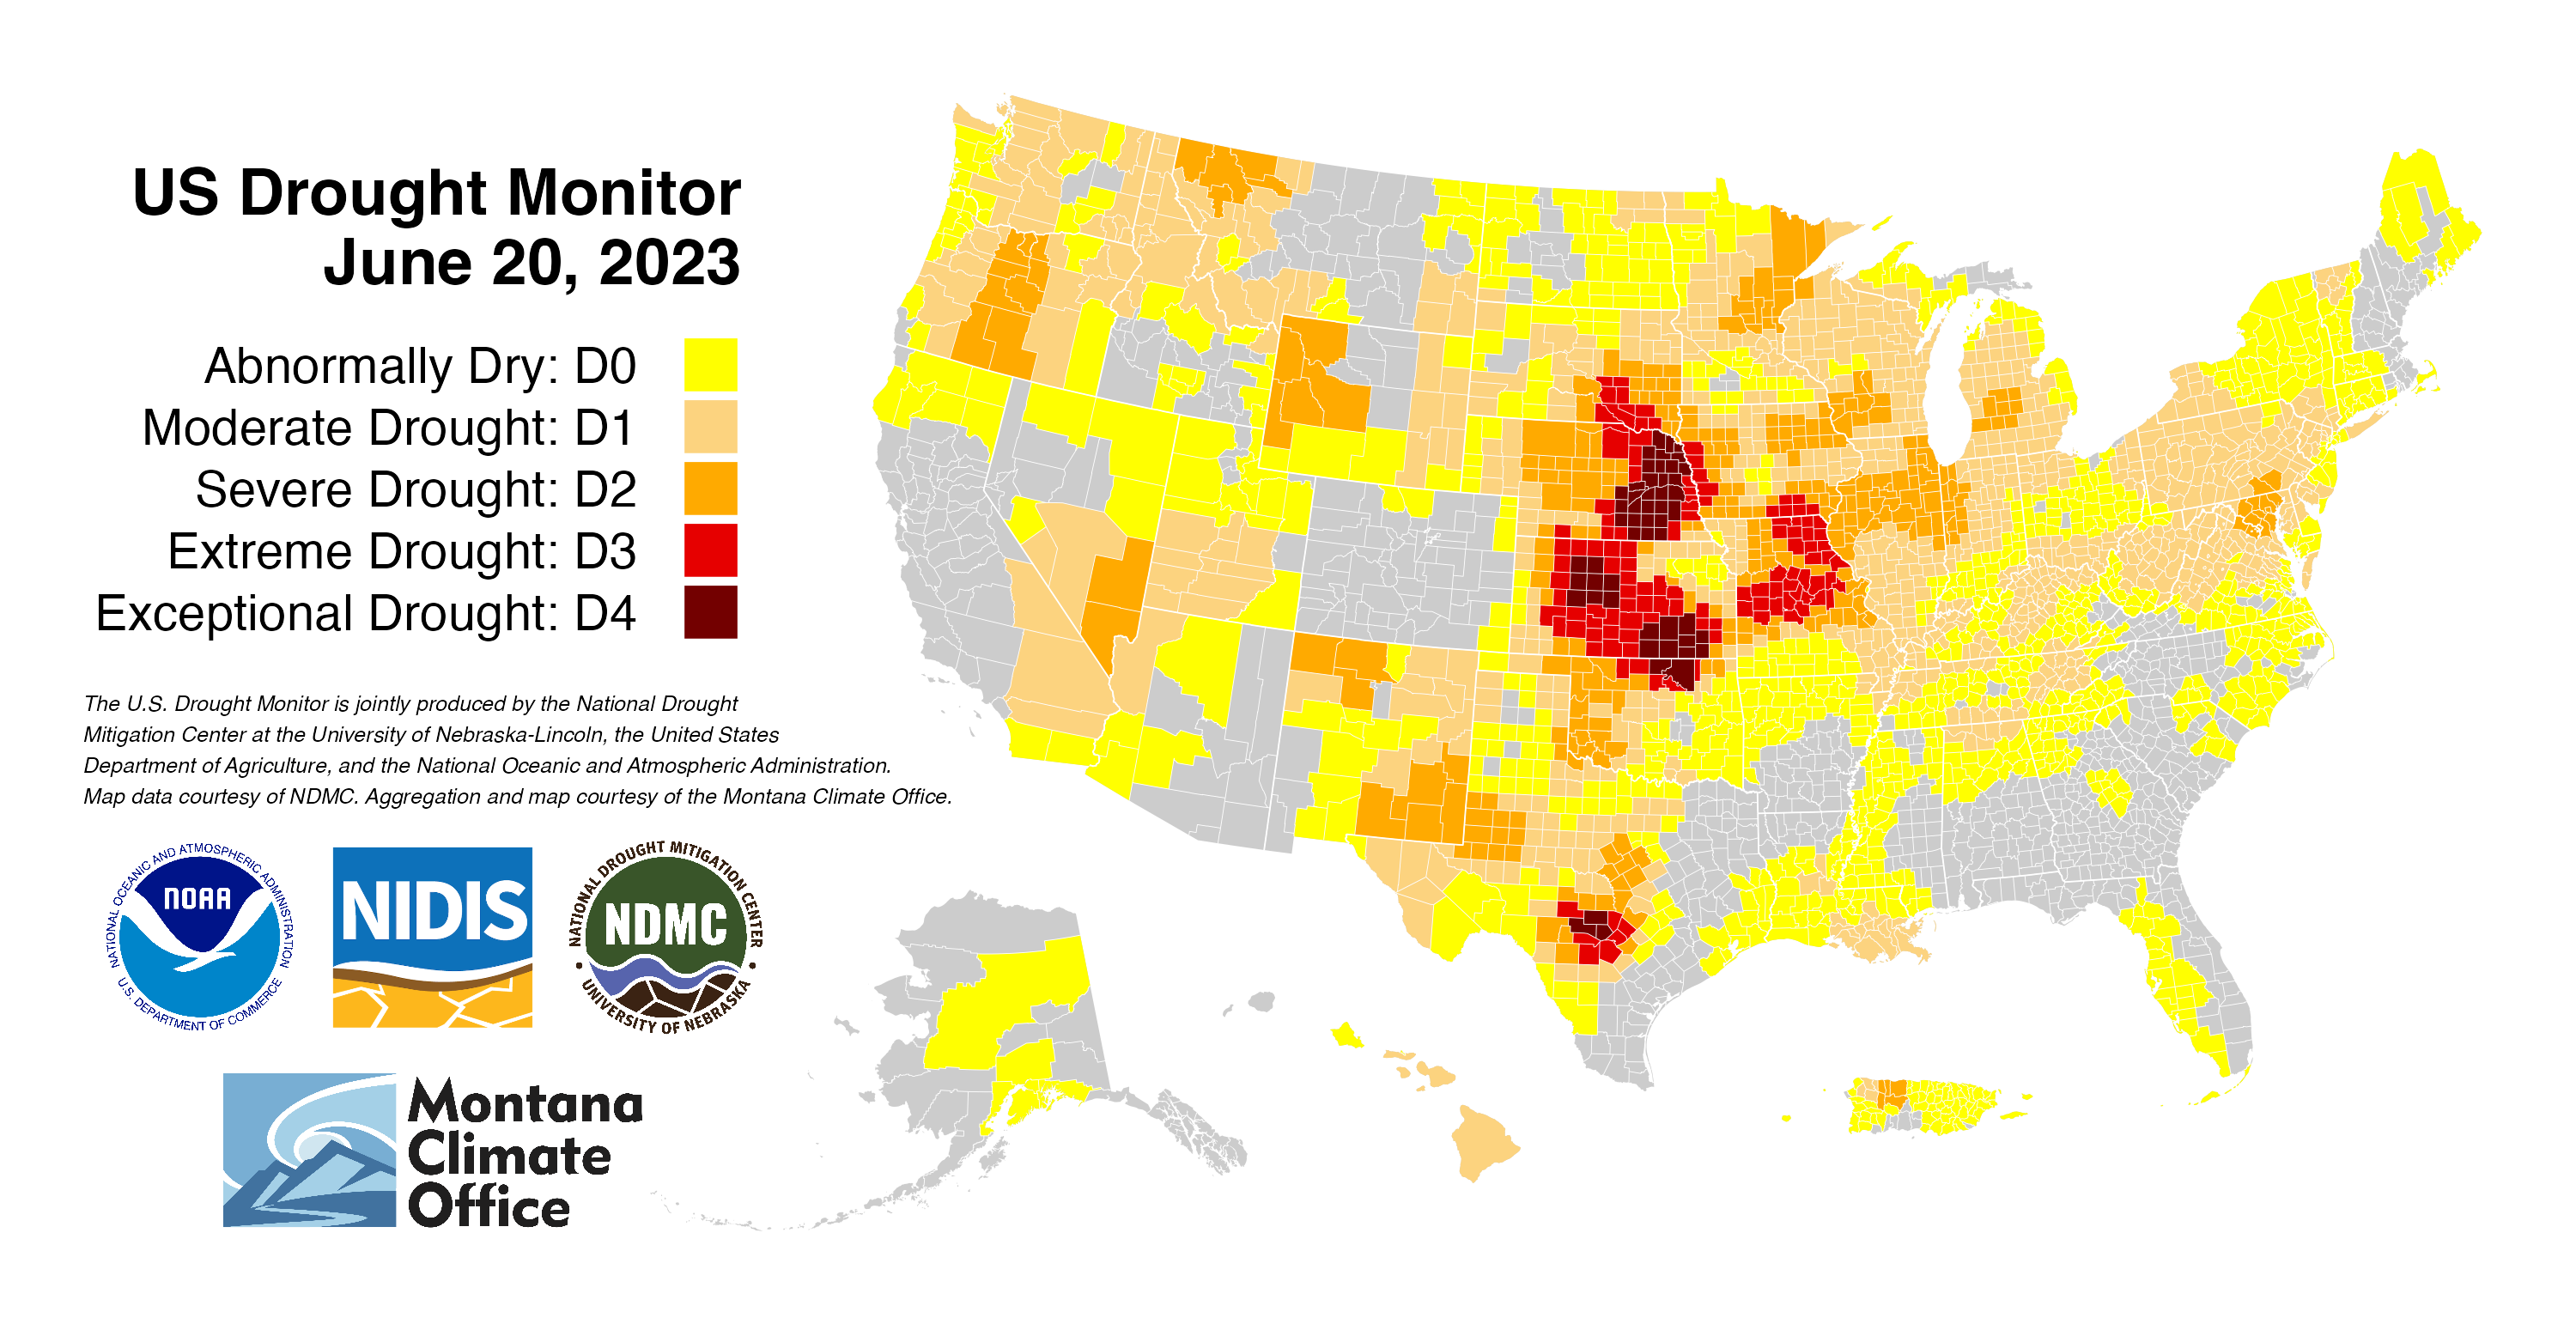 US Drought Monitor
June 20, 2023
Abnormally Dry: D0
Moderate Drought: D1
Severe Drought: D2
Extreme Drought: D3
Exceptional Drought: D4
The U.S. Drought Monitor is jointly produced by the National Drought
Mitigation Center at the University of Nebraska-Lincoln, the United States
Department of Agriculture, and the National Oceanic and Atmospheric Administration.
Map data courtesy of NDMC. Aggregation and map courtesy of the Montana Climate Office.
NATIONAL OCEANIC AND ATMOSPHERIC ADMINISTRATION
NOAA
U.S. DEPARTMENT OF COMMERCE
NIDIS
NATIONAL DROUGHT MITIGATION CENTER
NDMC
UNIVERSITY OF NEBRASKA
Montana
Climate
Office